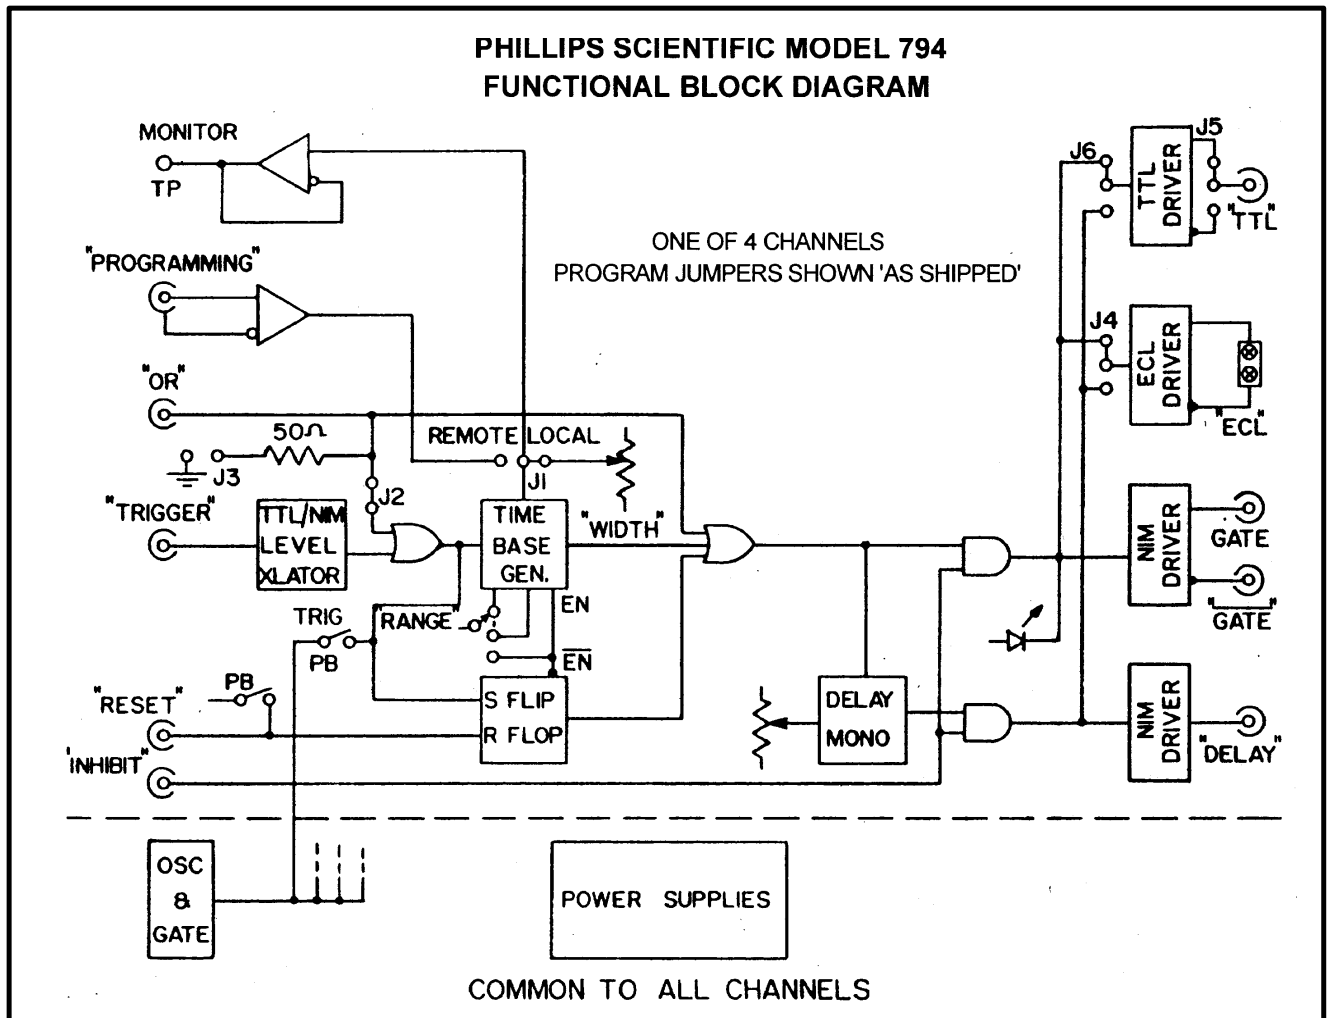 PHILLIPS SCIENTIFIC MODEL 794
FUNCTIONAL BLOCK DIAGRAM
MONITOR
TP
"PROGRAMMING"
ONE OF 4 CHANNELS
PROGRAM JUMPERS SHOWN 'AS SHIPPED'
J6
TTL
DRIVER
J5
"TTL"
J4
ECL
DRIVER
"ECL"
"OR"
50Ω
J3
J2
REMOTE LOCAL
J1
"WIDTH"
"TRIGGER"
TTL/NIM
LEVEL
XLATOR
TIME
BASE
GEN.
EN
EN
"RANGE"
TRIG
PB
NIM
DRIVER
GATE
"GATE"
"RESET"
PB
S FLIP
R FLOP
DELAY
MONO
NIM
DRIVER
"DELAY"
'INHIBIT"
OSC
&
GATE
POWER SUPPLIES
COMMON TO ALL CHANNELS